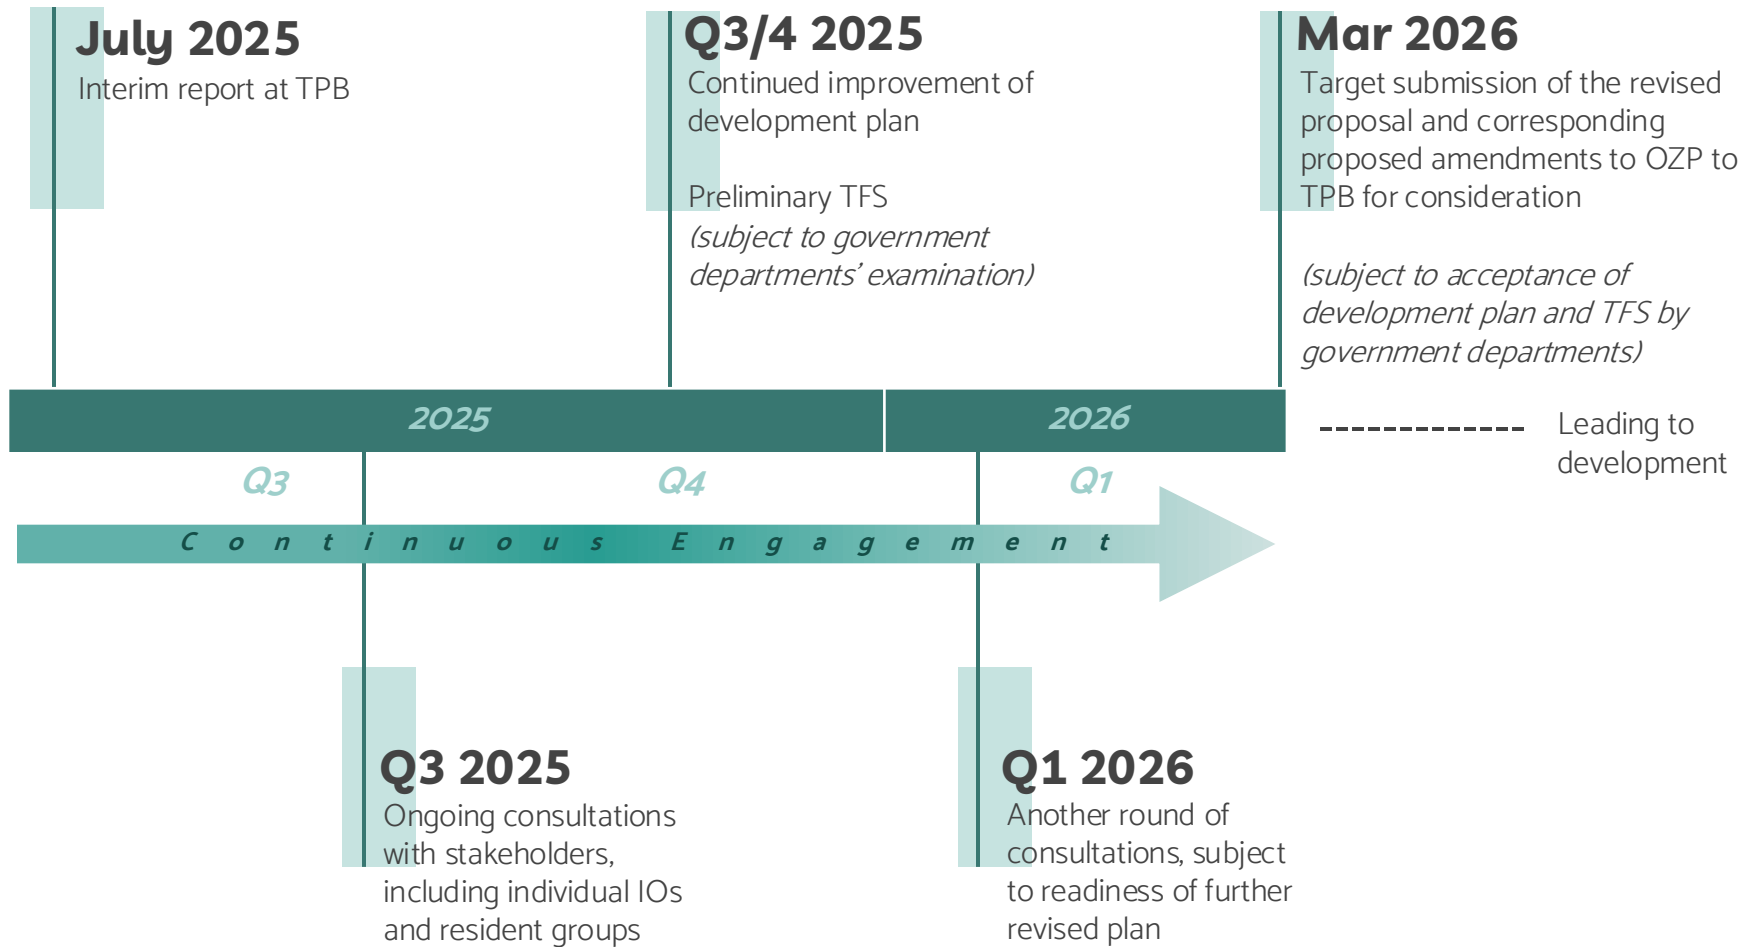 July 2025
Interim report at TPB
Q3/4 2025
Continued improvement of
development plan
Preliminary TFS
(subject to government
departments’ examination)
Mar 2026
Target submission of the revised
proposal and corresponding
proposed amendments to OZP to
TPB for consideration
(subject to acceptance of
development plan and TFS by
government departments)
2025
2026
Leading to
development
Q3
Q4
Q1
Continuous Engagement
Q3 2025
Ongoing consultations
with stakeholders,
including individual IOs
and resident groups
Q1 2026
Another round of
consultations, subject
to readiness of further
revised plan